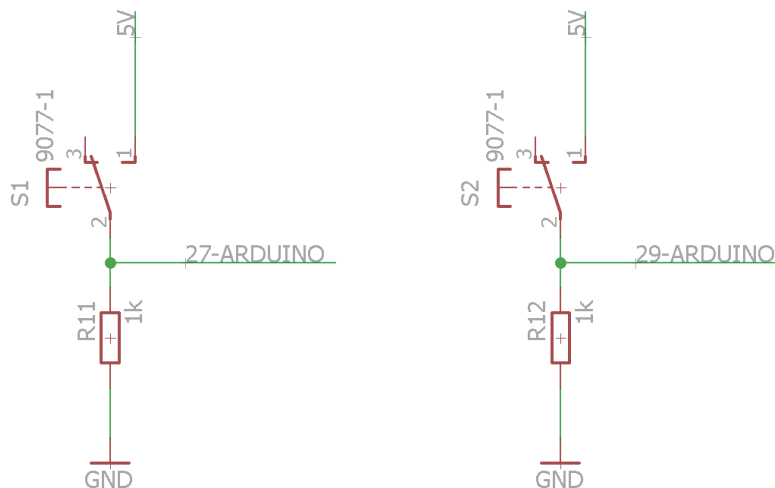 5V
9077-1
3
1
S1
2
27-ARDUINO
R11
1k
GND
5V
9077-1
3
1
S2
2
29-ARDUINO
R12
1k
GND